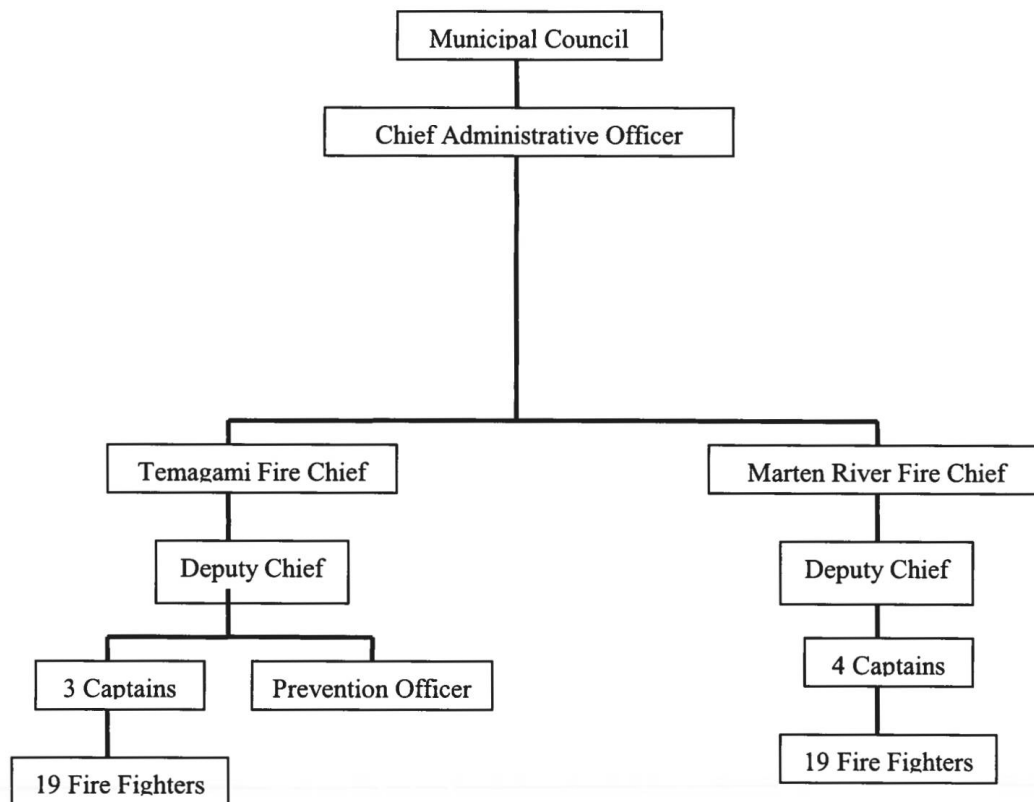 Municipal Council
Chief Administrative Officer
Temagami Fire Chief
Marten River Fire Chief
Deputy Chief
Deputy Chief
3 Captains
Prevention Officer
4 Captains
19 Fire Fighters
19 Fire Fighters